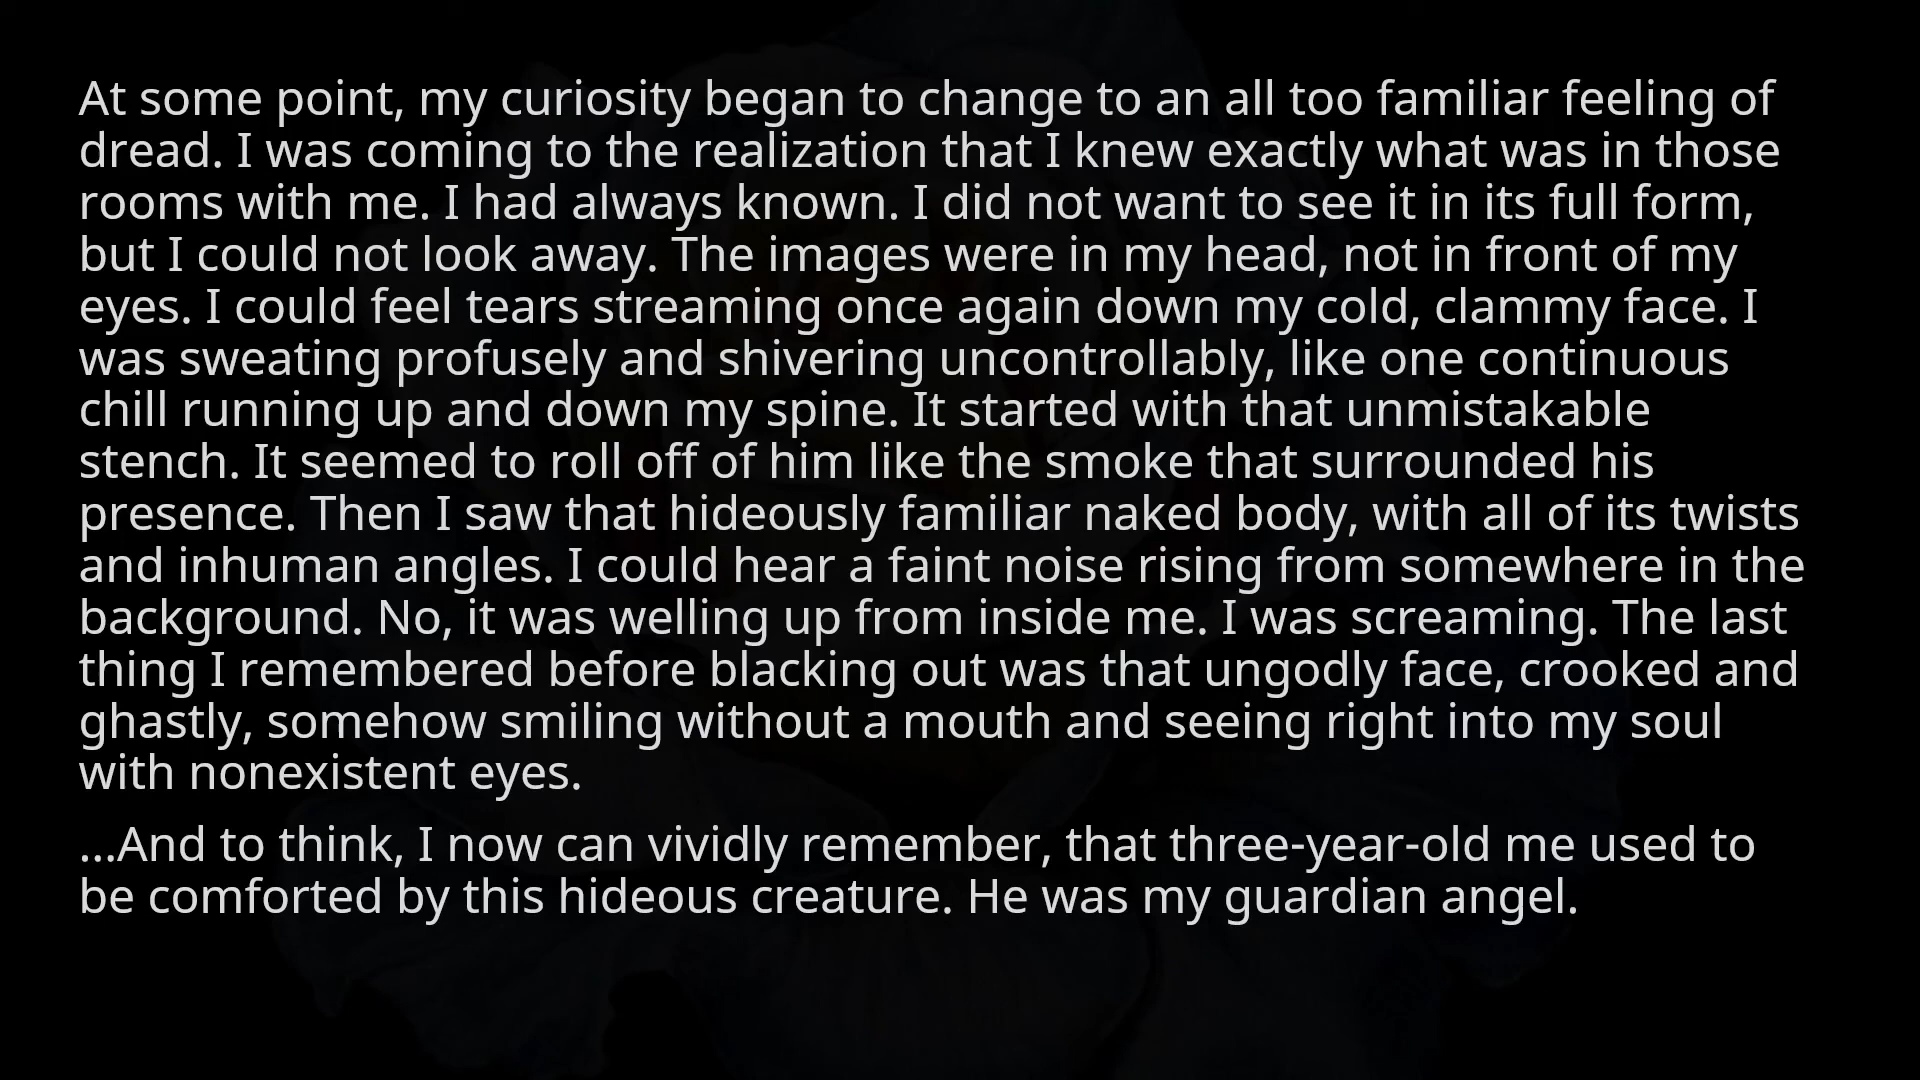 At some point, my curiosity began to change to an all too familiar feeling of
dread. I was coming to the realization that I knew exactly what was in those
rooms with me. I had always known. I did not want to see it in its full form,
but I could not look away. The images were in my head, not in front of my
eyes. I could feel tears streaming once again down my cold, clammy face. I
was sweating profusely and shivering uncontrollably, like one continuous
chill running up and down my spine. It started with that unmistakable
stench. It seemed to roll off of him like the smoke that surrounded his
presence. Then I saw that hideously familiar naked body, with all of its twists
and inhuman angles. I could hear a faint noise rising from somewhere in the
background. No, it was welling up from inside me. I was screaming. The last
thing I remembered before blacking out was that ungodly face, crooked and
ghastly, somehow smiling without a mouth and seeing right into my soul
with nonexistent eyes.
...And to think, I now can vividly remember, that three-year-old me used to
be comforted by this hideous creature. He was my guardian angel.